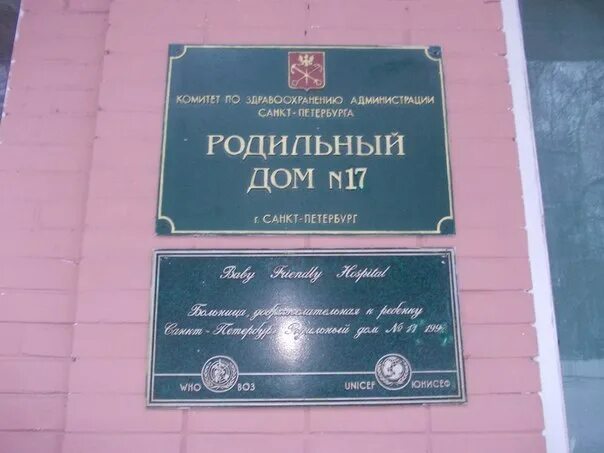 КОМИТЕТ ПО ЗДРАВООХРАНЕНИЮ АДМИНИСТРАЦИИ
САНКТ-ПЕТЕРБУРГА
РОДИЛЬНЫЙ
ДОМ №17
г. САНКТ-ПЕТЕРБУРГ
Baby Friendly Hospital
Больница, доброжелательная к ребенку
Санкт-Петербург Родильный дом № 17
WHO ВОЗ UNICEF ЮНИСЕФ